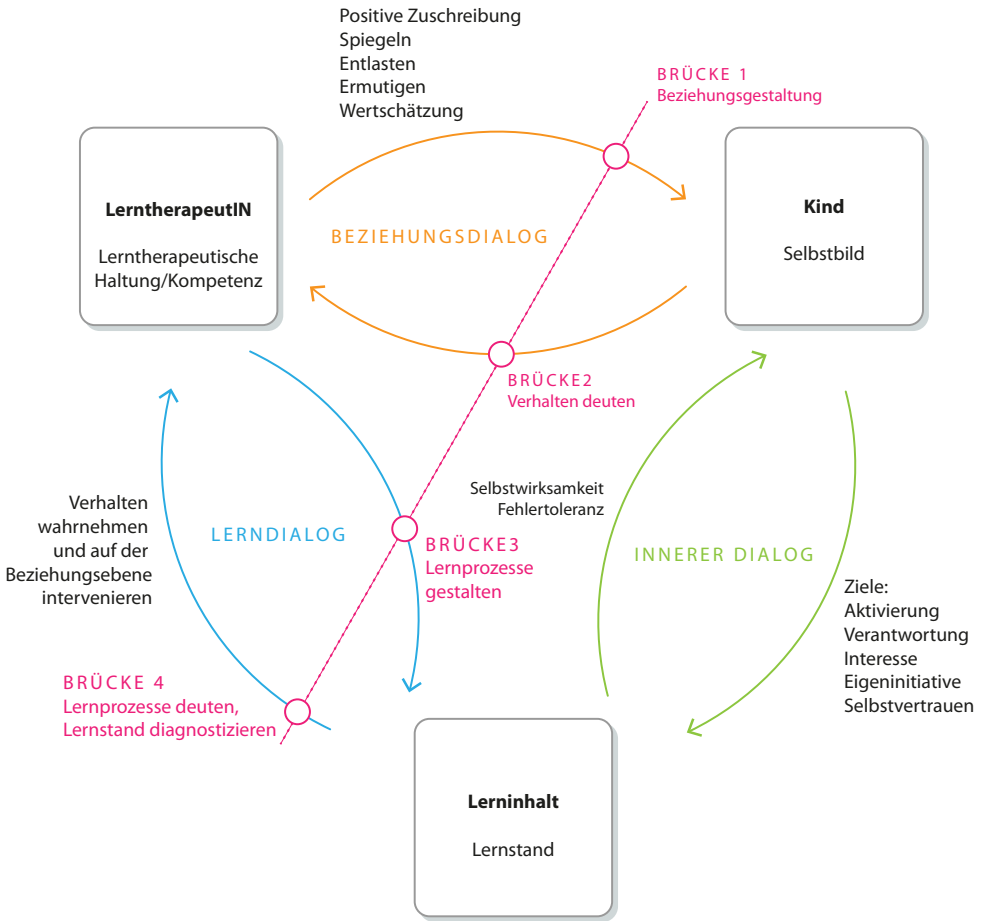 Positive Zuschreibung
Spiegeln
Entlasten
Ermutigen
Wertschätzung
BRÜCKE 1
Beziehungsgestaltung
LerntherapeutIN
Lerntherapeutische
Haltung/Kompetenz
BEZIEHUNGSDIALOG
Kind
Selbstbild
BRÜCKE2
Verhalten deuten
Verhalten
wahrnehmen
und auf der
Beziehungsebene
intervenieren
LERNDIALOG
BRÜCKE3
Lernprozesse
gestalten
Selbstwirksamkeit
Fehlertoleranz
INNERER DIALOG
Ziele:
Aktivierung
Verantwortung
Interesse
Eigeninitiative
Selbstvertrauen
BRÜCKE 4
Lernprozesse deuten,
Lernstand diagnostizieren
Lerninhalt
Lernstand